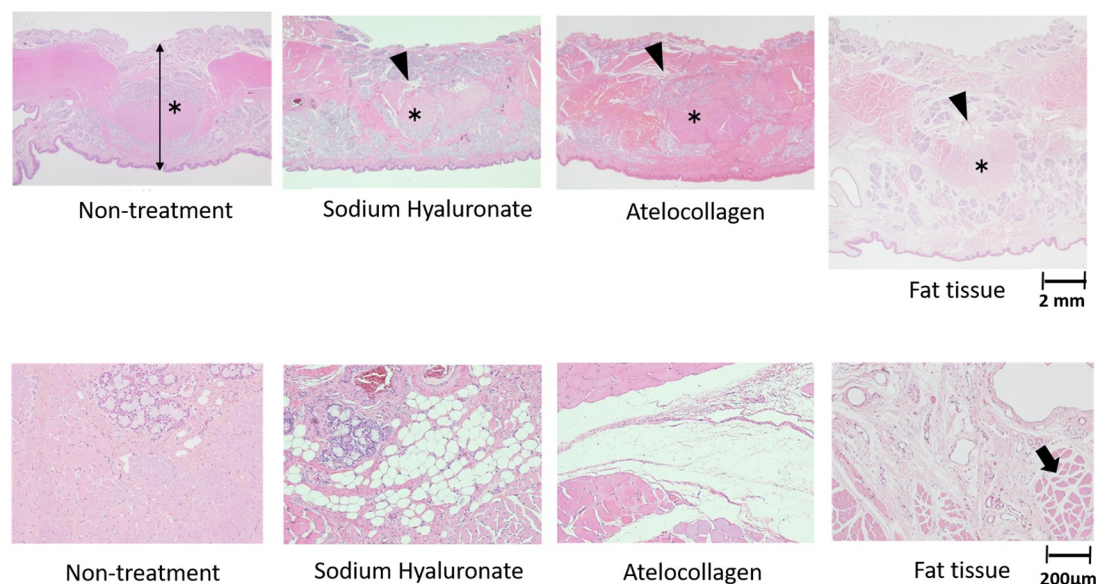 *
*
*
*
Non-treatment
Sodium Hyaluronate
Atelocollagen
Fat tissue
2 mm
Non-treatment
Sodium Hyaluronate
Atelocollagen
Fat tissue
200μm